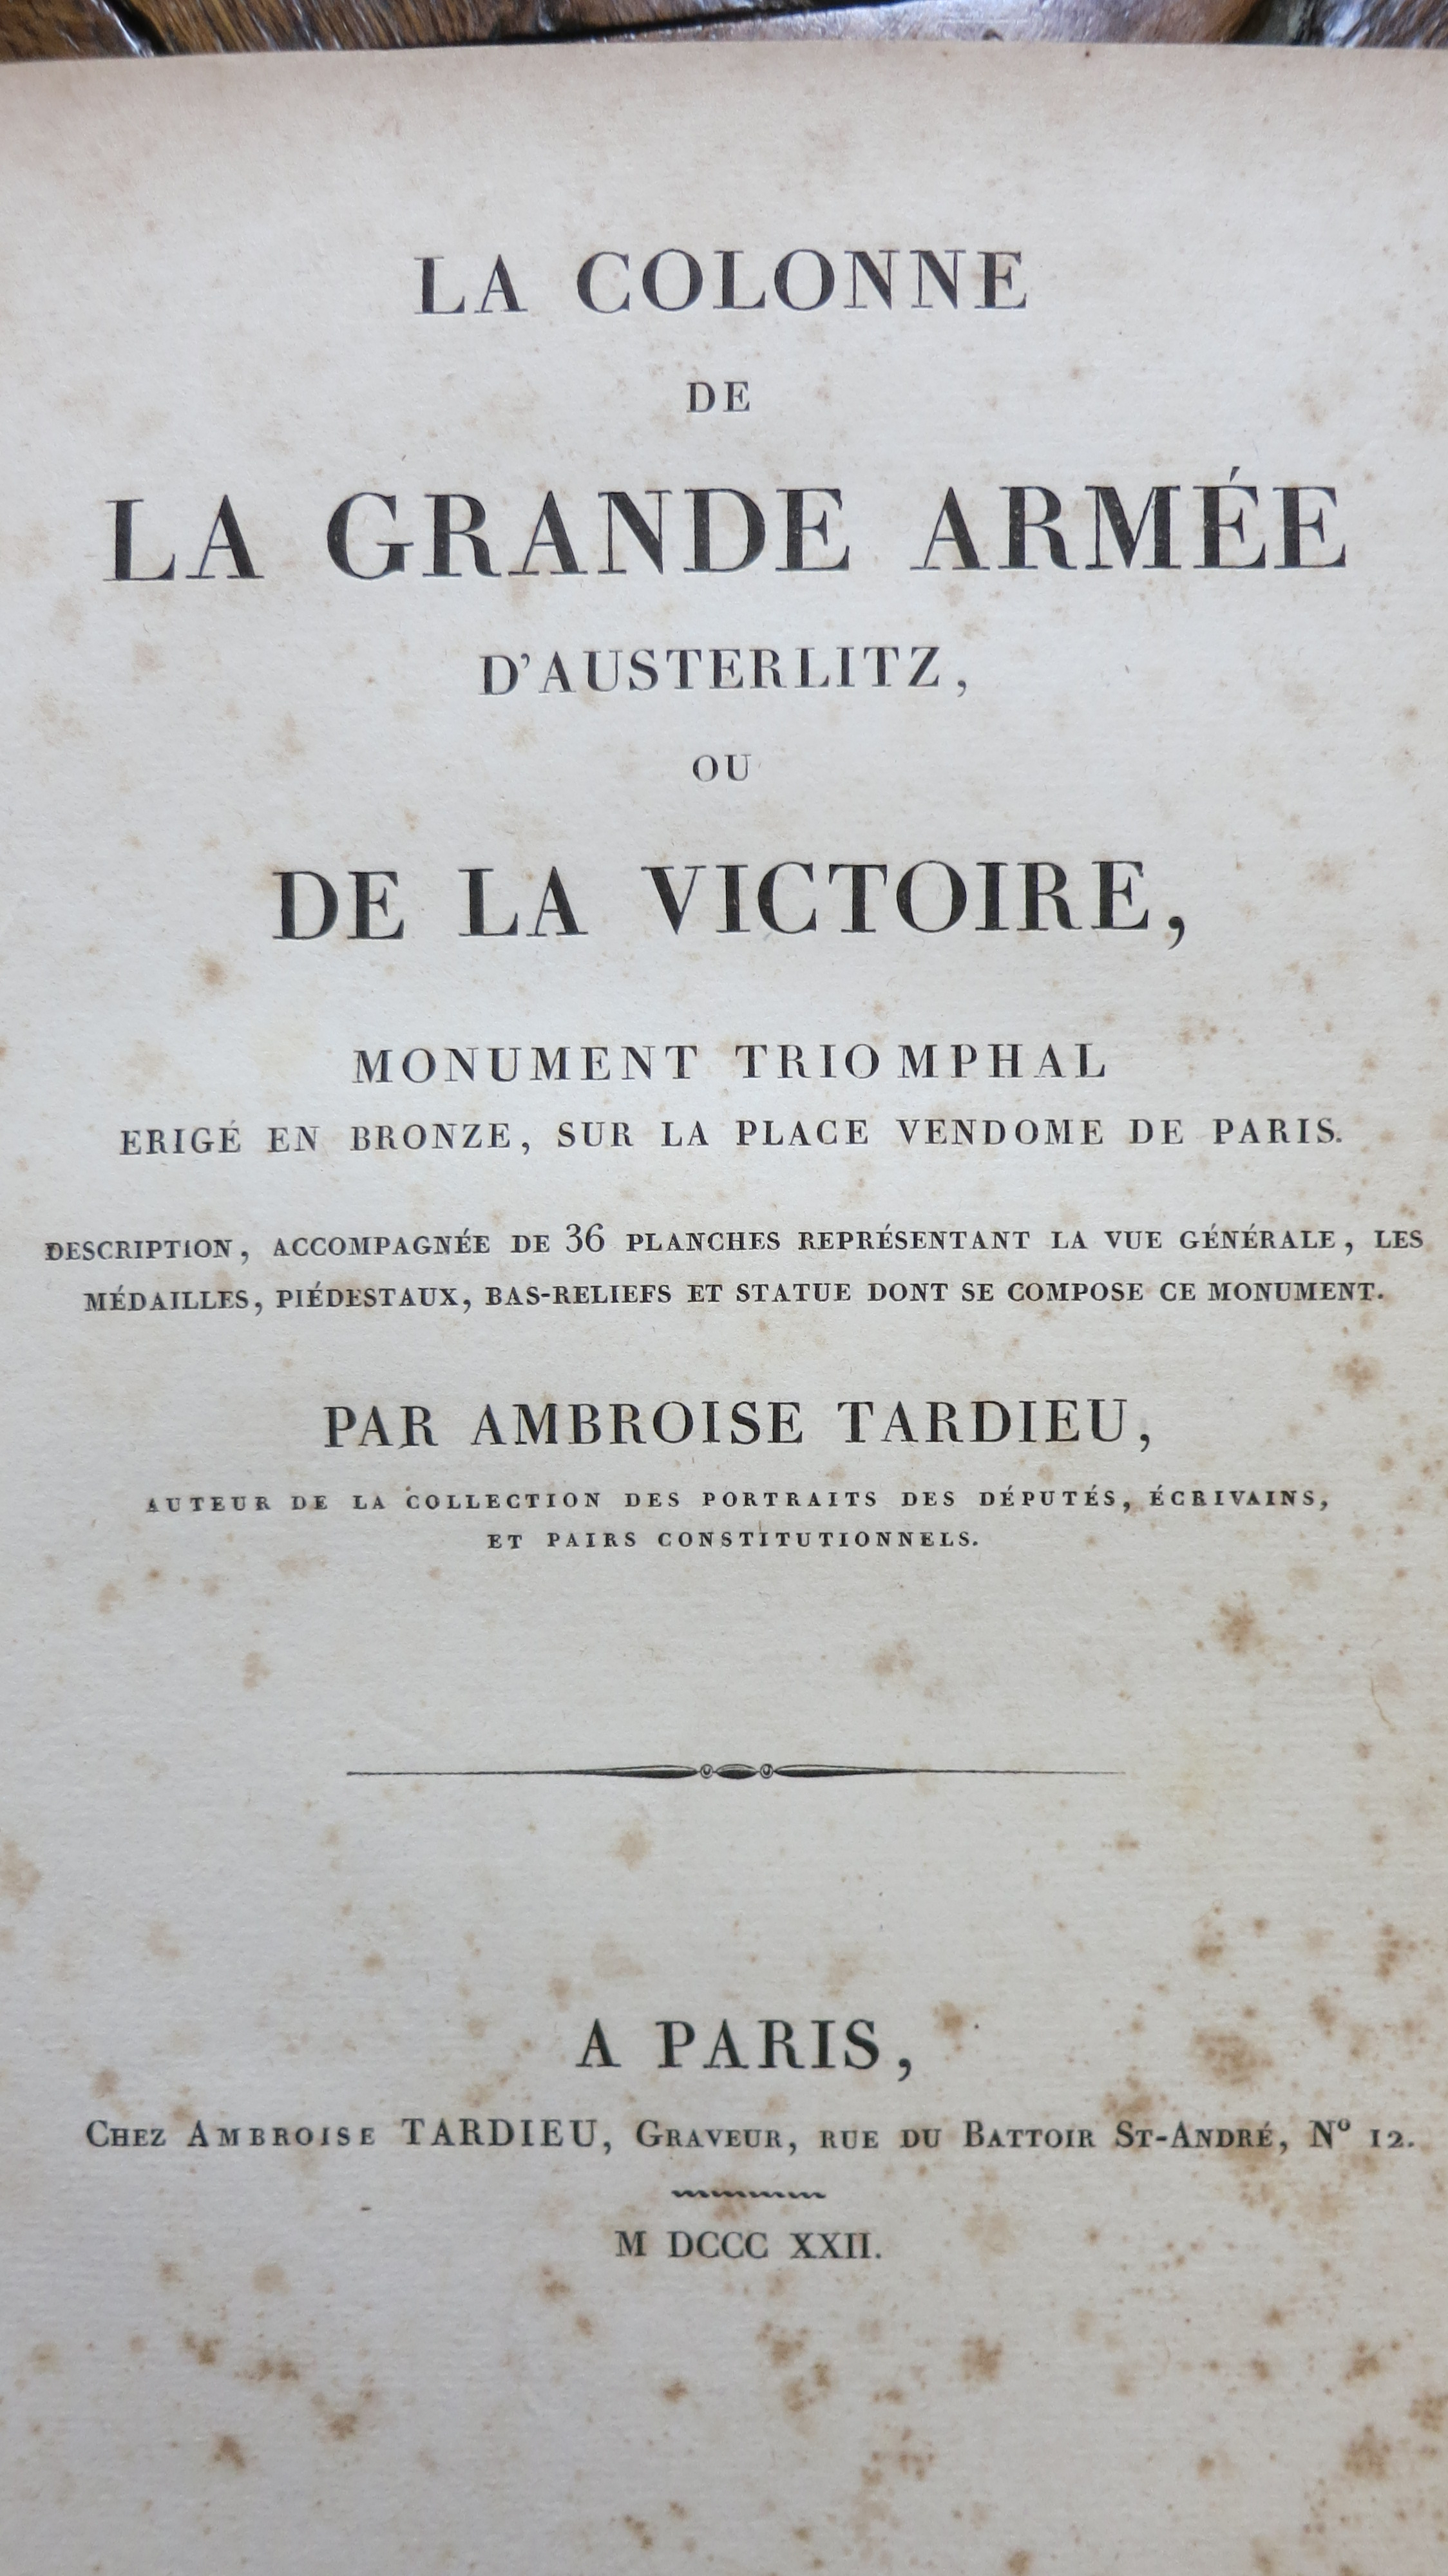 LA COLONNE
DE
LA GRANDE ARMÉE
D'AUSTERLITZ,
OU
DE LA VICTOIRE,
MONUMENT TRIOMPHAL
ERIGÉ EN BRONZE, SUR LA PLACE VENDOME DE PARIS.
DESCRIPTION, ACCOMPAGNÉE DE 36 PLANCHES REPRÉSENTANT LA VUE GÉNÉRALE, LES
MÉDAILLES, PIÉDESTAUX, BAS-RELIEFS ET STATUE DONT SE COMPOSE CE MONUMENT.
PAR AMBROISE TARDIEU,
AUTEUR DE LA COLLECTION DES PORTRAITS DES DÉPUTÉS, ÉCRIVAINS,
ET PAIRS CONSTITUTIONNELS.
A PARIS,
CHEZ AMBROISE TARDIEU, GRAVEUR, RUE DU BATTOIR ST-ANDRÉ, Nº 12.
M DCCC XXII.